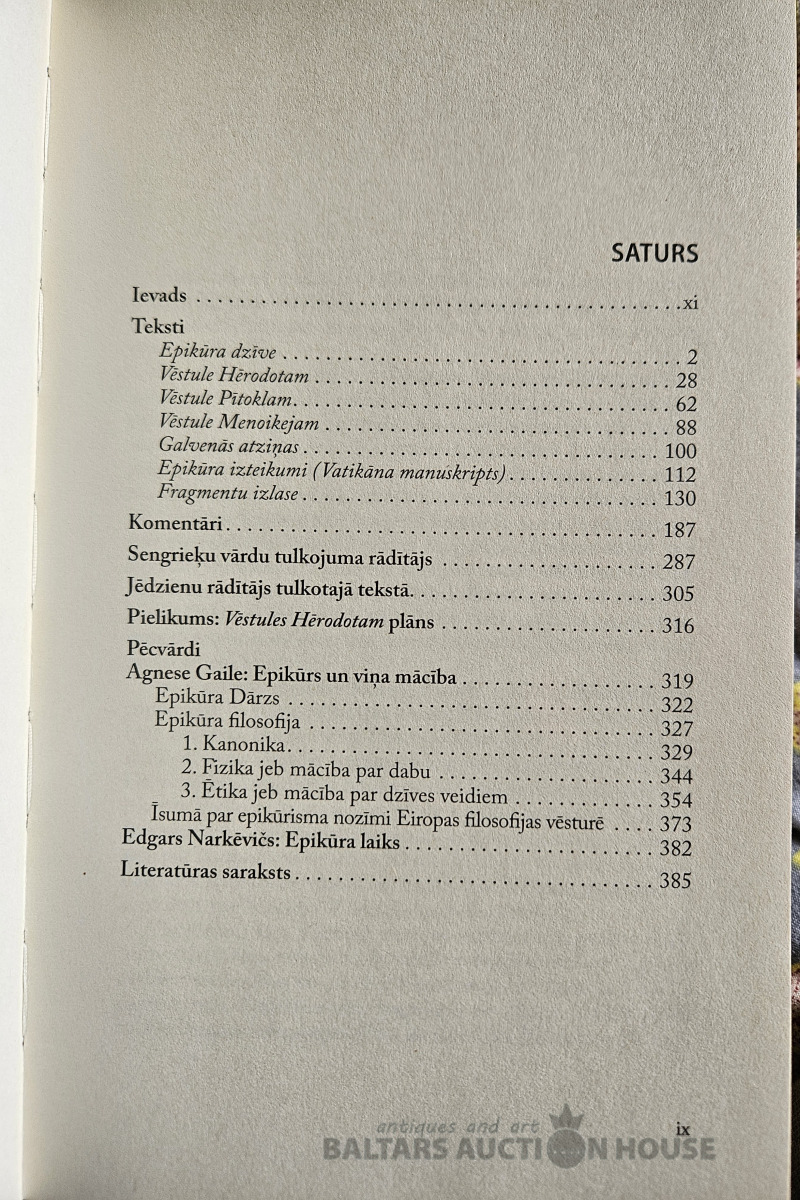 SATURS
Ievads . . . . . . . . . . . . . . . . . . . . . . . . . . . . . . . . . . . . . . . . . . xi
Teksti
Epikūra dzīve . . . . . . . . . . . . . . . . . . . . . . . . . . . . . . . . . . 2
Vēstule Hērodotam . . . . . . . . . . . . . . . . . . . . . . . . . . . . . . 28
Vēstule Pītoklam. . . . . . . . . . . . . . . . . . . . . . . . . . . . . . . . 62
Vēstule Menoikejam . . . . . . . . . . . . . . . . . . . . . . . . . . . . . 88
Galvenās atziņas . . . . . . . . . . . . . . . . . . . . . . . . . . . . . . . 100
Epikūra izteikumi (Vatikāna manuskripts) . . . . . . . . . . . . . 112
Fragmentu izlase . . . . . . . . . . . . . . . . . . . . . . . . . . . . . . . 130
Komentāri . . . . . . . . . . . . . . . . . . . . . . . . . . . . . . . . . . . . 187
Sengrieķu vārdu tulkojuma rādītājs . . . . . . . . . . . . . . . . . . 287
Jēdzienu rādītājs tulkotajā tekstā. . . . . . . . . . . . . . . . . . . . . 305
Pielikums: Vēstules Hērodotam plāns . . . . . . . . . . . . . . . . . . 316
Pēcvārdi
Agnese Gaile: Epikūrs un viņa mācība . . . . . . . . . . . . . . . . . 319
Epikūra Dārzs . . . . . . . . . . . . . . . . . . . . . . . . . . . . . . . . 322
Epikūra filosofija . . . . . . . . . . . . . . . . . . . . . . . . . . . . . . 327
1. Kanonika. . . . . . . . . . . . . . . . . . . . . . . . . . . . . . . . 329
2. Fizika jeb mācība par dabu . . . . . . . . . . . . . . . . . . . 344
3. Ētika jeb mācība par dzīves veidiem . . . . . . . . . . . . 354
Īsumā par epikūrisma nozīmi Eiropas filosofijas vēsturē . . . . 373
Edgars Narkēvičs: Epikūra laiks . . . . . . . . . . . . . . . . . . . . . . 382
Literatūras saraksts . . . . . . . . . . . . . . . . . . . . . . . . . . . . . . . 385
ix
antiques and art
BALTARS AUCTION HOUSE